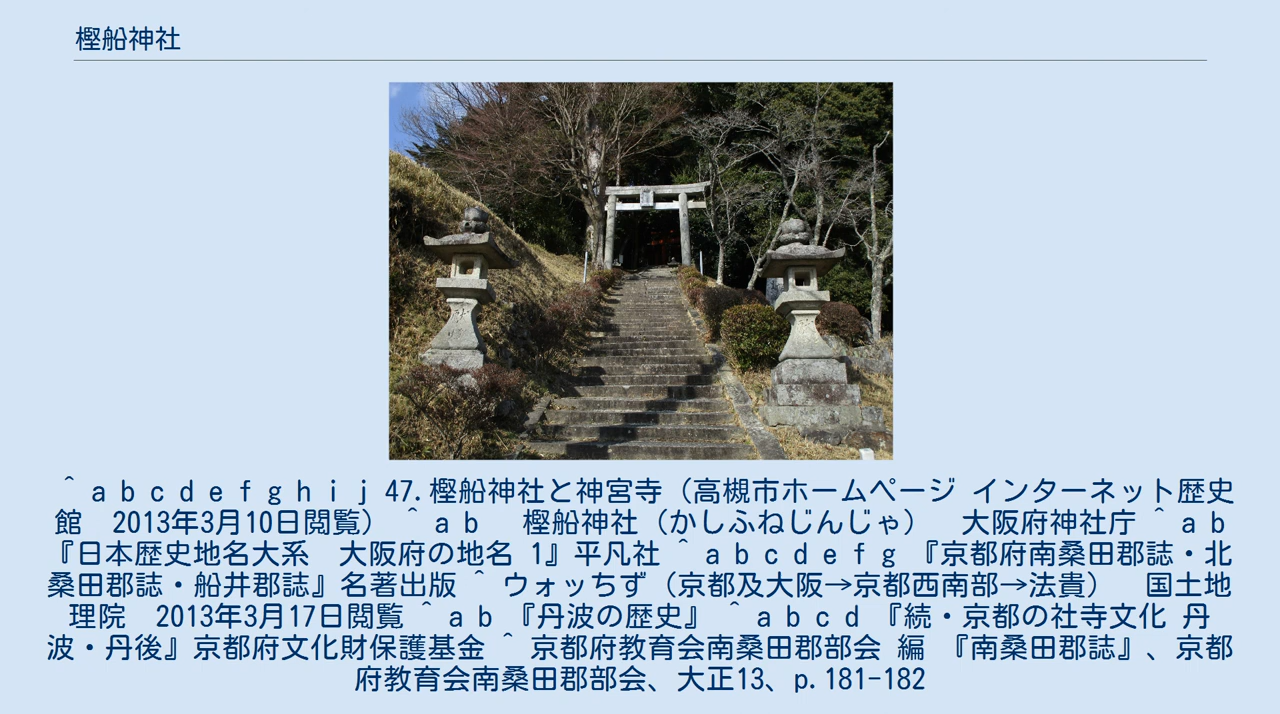 樫船神社
^ a b c d e f g h i j 47.樫船神社と神宮寺（高槻市ホームページ インターネット歴史
館　2013年3月10日閲覧） ^ a b 　樫船神社（かしふねじんじゃ）　大阪府神社庁 ^ a b
『日本歴史地名大系　大阪府の地名 1』平凡社 ^ a b c d e f g 『京都府南桑田郡誌・北
桑田郡誌・船井郡誌』名著出版 ^ ウォッちず（京都及大阪→京都西南部→法貴）　国土地
理院　2013年3月17日閲覧 ^ a b 『丹波の歴史』 ^ a b c d 『続・京都の社寺文化 丹
波・丹後』京都府文化財保護基金 ^ 京都府教育会南桑田郡部会 編 『南桑田郡誌』、京都
府教育会南桑田郡部会、大正13、p.181-182